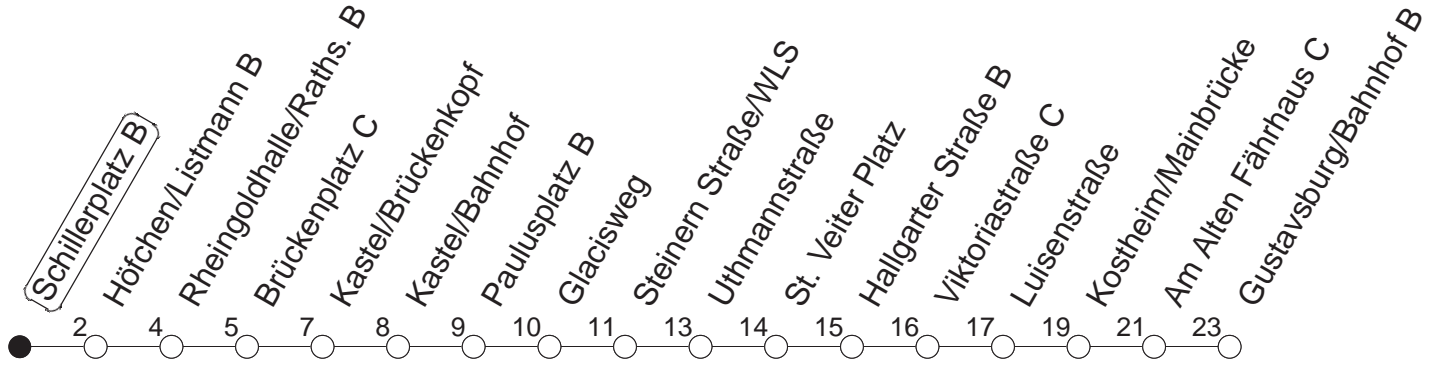 Schillerplatz B
Höfchen/Listmann B
Rheingoldhalle/Raths. B
Brückenplatz C
Kastel/Brückenkopf
Kastel/Bahnhof
Paulusplatz B
Glacisweg
Steinern Straße/WLS
Uthmannstraße
St. Veiter Platz
Hallgarter Straße B
Viktoriastraße C
Luisenstraße
Kostheim/Mainbrücke
Am Alten Fährhaus C
Gustavsburg/Bahnhof B
2 4 5 7 8 9 10 11 13 14 15 16 17 19 21 23